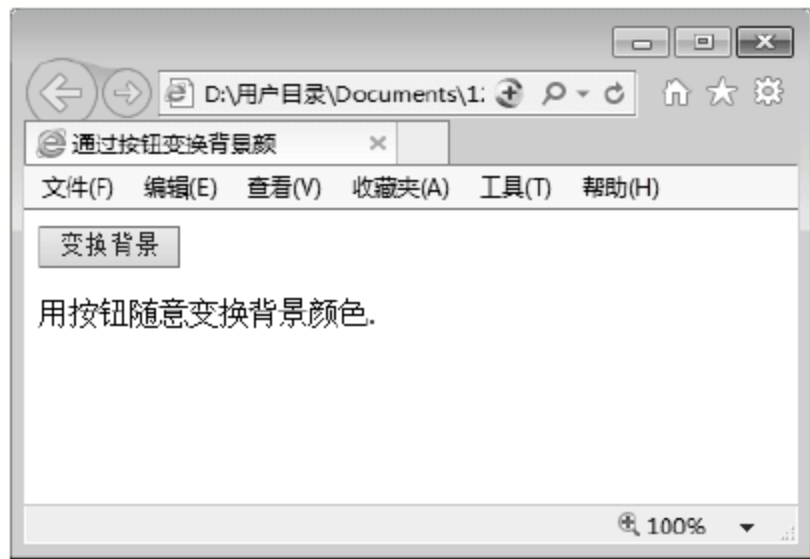 D:\用户目录\Documents\1:
通过按钮变换背景颜
文件(F) 编辑(E) 查看(V) 收藏夹(A) 工具(T) 帮助(H)
变换背景
用按钮随意变换背景颜色.
100%